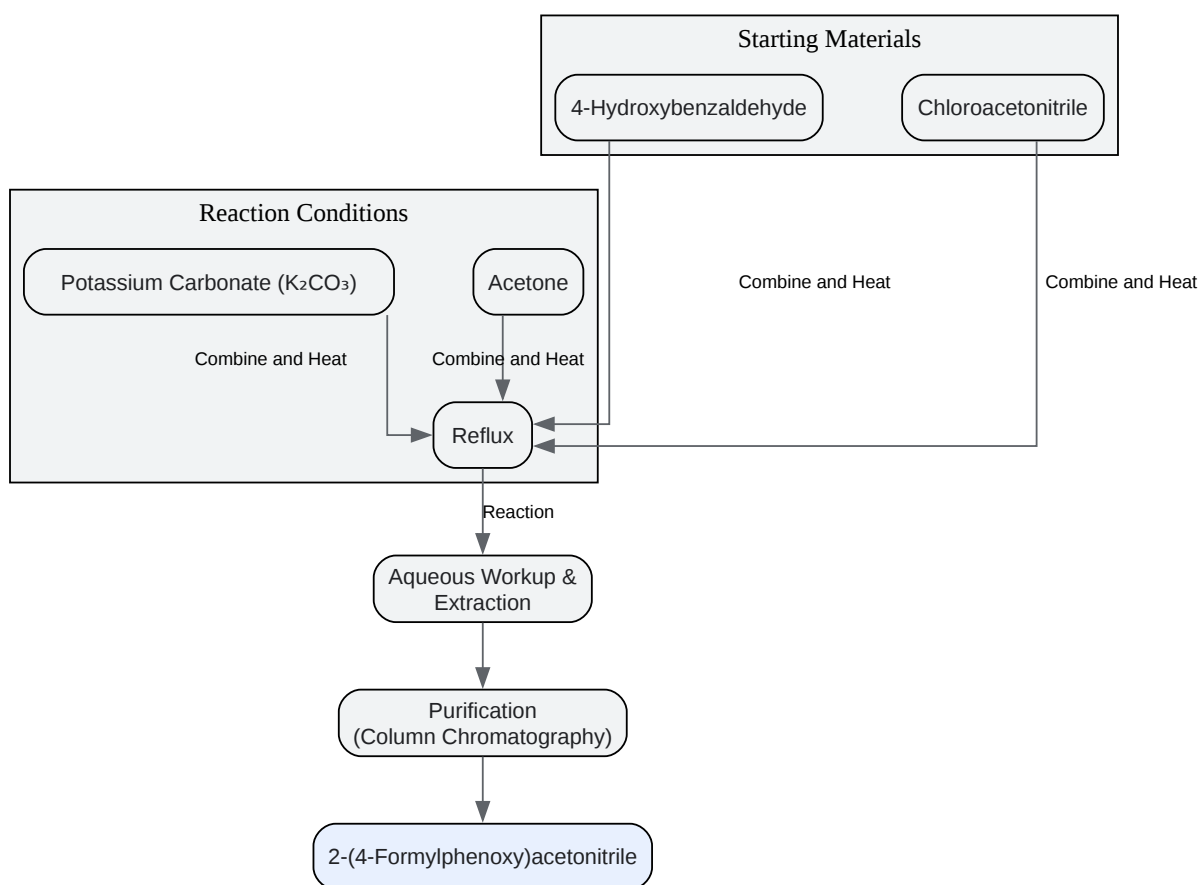 Starting Materials
4-Hydroxybenzaldehyde
Chloroacetonitrile
Reaction Conditions
Potassium Carbonate (K₂CO₃)
Acetone
Combine and Heat
Combine and Heat
Combine and Heat
Combine and Heat
Reflux
Reaction
Aqueous Workup &
Extraction
Purification
(Column Chromatography)
2-(4-Formylphenoxy)acetonitrile